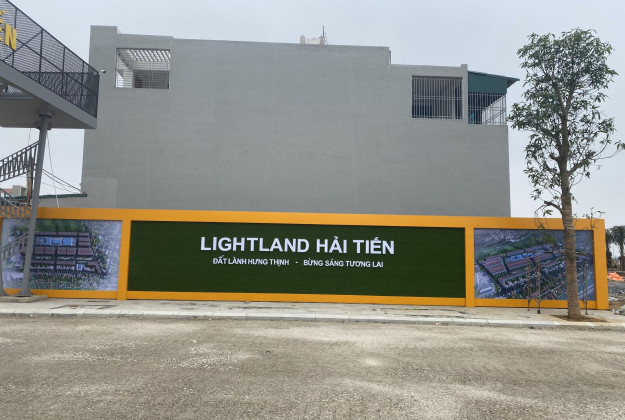 LIGHTLAND HẢI TIẾN
ĐẤT LÀNH HƯNG THỊNH - BỪNG SÁNG TƯƠNG LAI